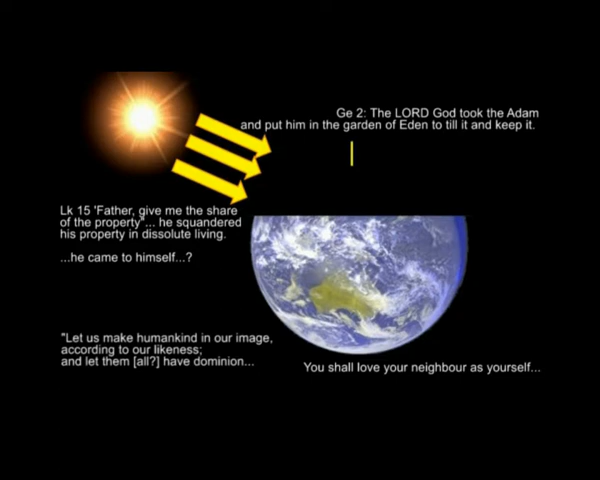 Ge 2: The LORD God took the Adam
and put him in the garden of Eden to till it and keep it.
Lk 15 'Father, give me the share
of the property"... he squandered
his property in dissolute living.
...he came to himself...?
"Let us make humankind in our image,
according to our likeness;
and let them [all?] have dominion...
You shall love your neighbour as yourself...